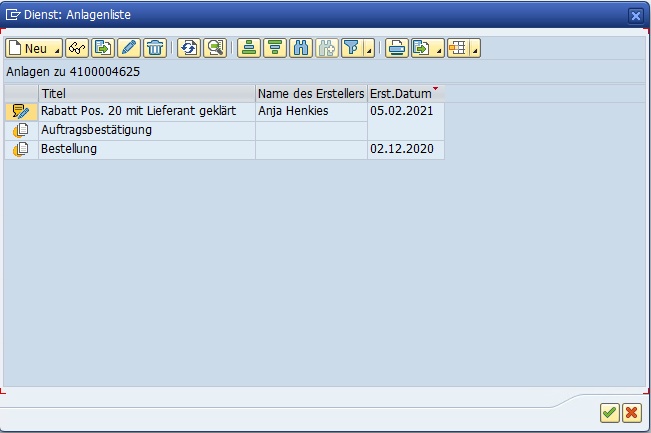 Dienst: Anlagenliste
Neu
Anlagen zu 4100004625
Titel Name des Erstellers Erst.Datum
Rabatt Pos. 20 mit Lieferant geklärt Anja Henkies 05.02.2021
Auftragsbestätigung
Bestellung 02.12.2020